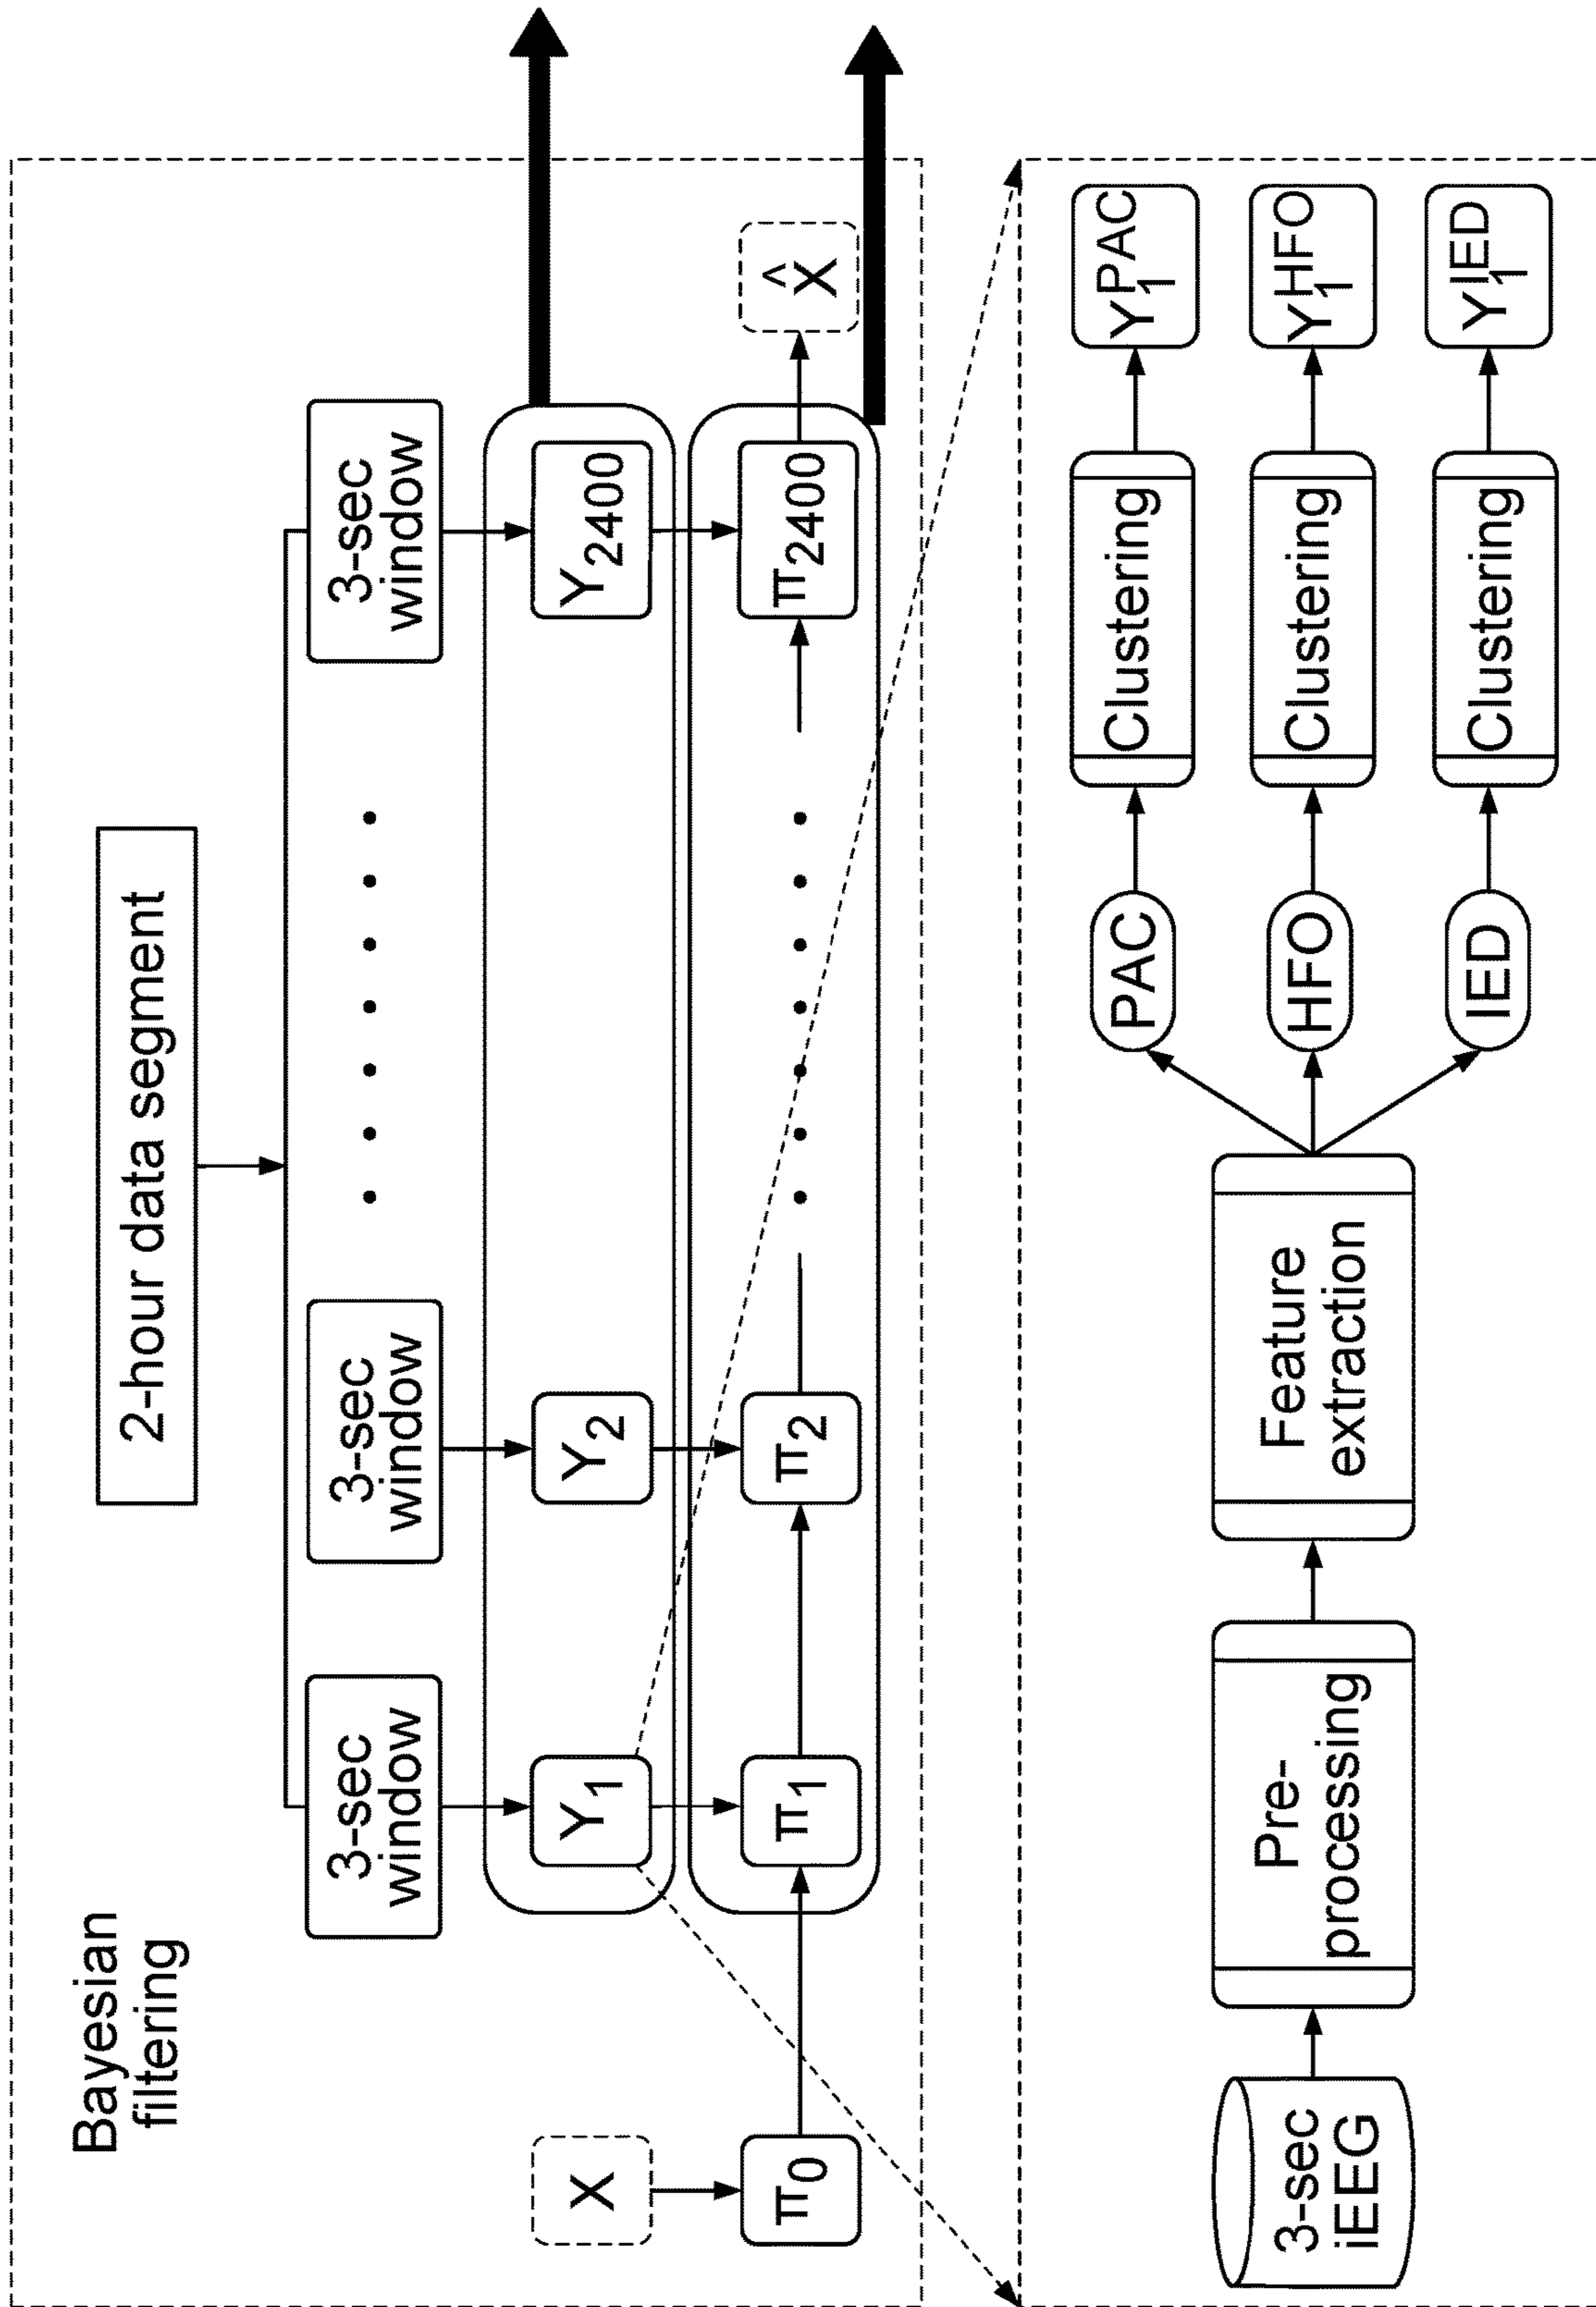 Bayesian
filtering
2-hour data segment
3-sec
window
3-sec
window
3-sec
window
X
Y1
Y2
Y2400
π0
π1
π2
π2400
X̂
3-sec
iEEG
Pre-
processing
Feature
extraction
PAC
Clustering
Y1PAC
HFO
Clustering
Y1HFO
IED
Clustering
Y1IED